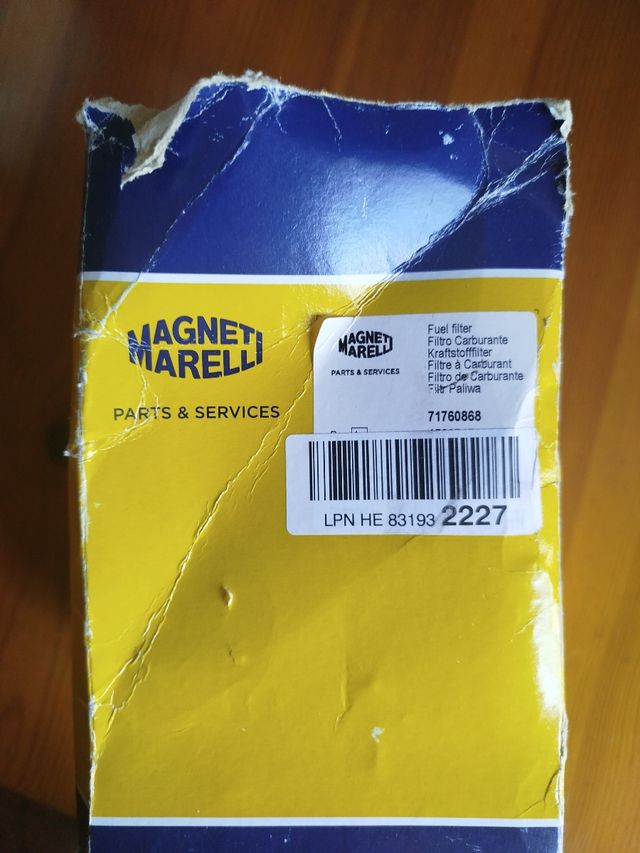 MAGNETI
MARELLI
PARTS & SERVICES
MAGNETI
MARELLI
PARTS & SERVICES
Fuel filter
Filtro Carburante
Kraftstofffilter
Filtre à Carburant
Filtro de Carburante
Filtr Paliwa
71760868
LPN HE 83193 2227